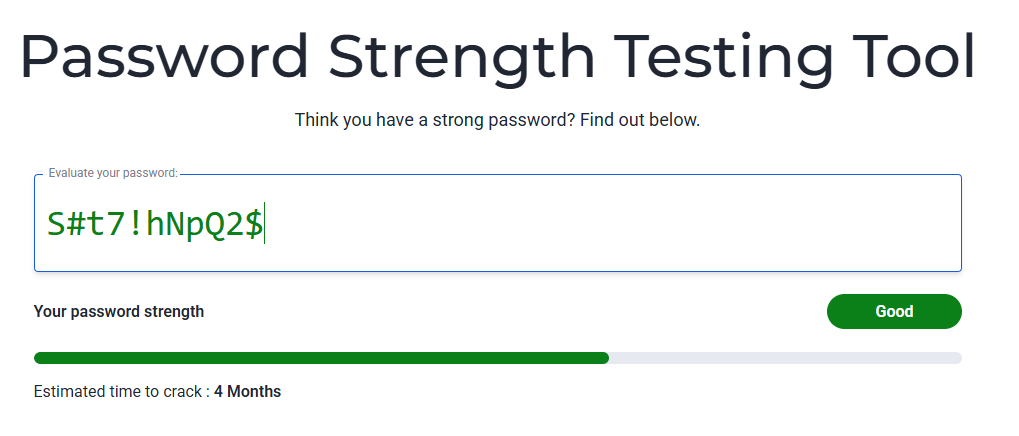 Password Strength Testing Tool
Think you have a strong password? Find out below.
Evaluate your password:
S#t7!hNpQ2$
Your password strength
Good
Estimated time to crack : 4 Months